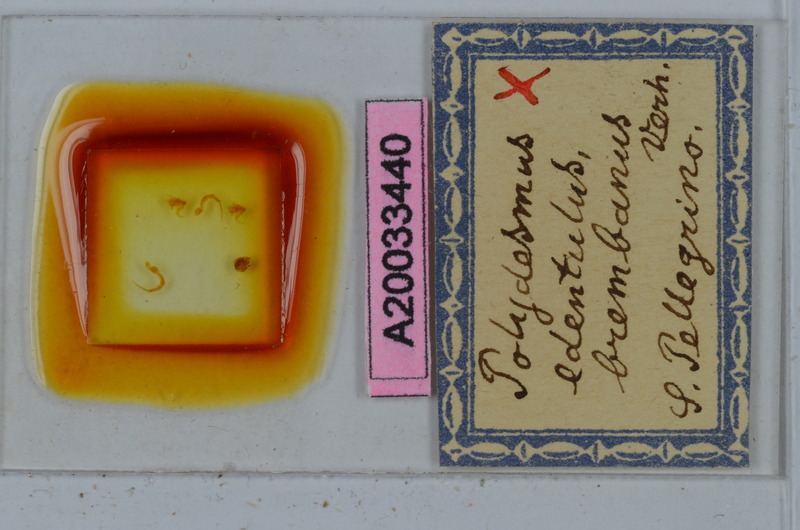 A20033440
X
Polydesmus
edentulus,
brembanus
Verh.
S. Pellegrino.